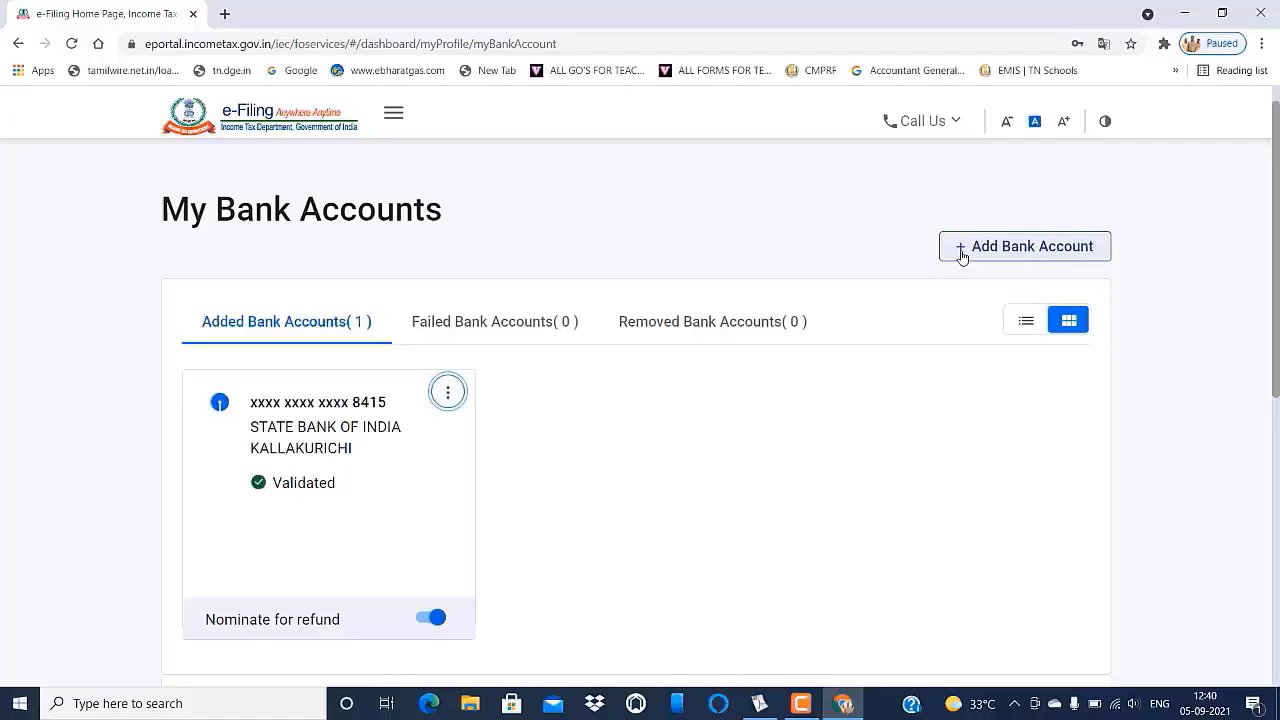 e-Filing Home Page, Income Tax
eportal.incometax.gov.in/iec/foservices/#/dashboard/myProfile/myBankAccount
Paused
Apps
tamilwire.net.in/loa...
tn.dge.in
Google
www.ebharatgas.com
New Tab
ALL GO'S FOR TEAC...
ALL FORMS FOR TE...
CMPRF
Accountant General...
EMIS | TN Schools
»
Reading list
e-Filing Anywhere Anytime
Income Tax Department, Government of India
Call Us
A-
A
A+
My Bank Accounts
+ Add Bank Account
Added Bank Accounts( 1 )
Failed Bank Accounts( 0 )
Removed Bank Accounts( 0 )
xxxx xxxx xxxx 8415
STATE BANK OF INDIA
KALLAKURICHI
Validated
Nominate for refund
Type here to search
33°C
ENG
12:40
05-09-2021
1